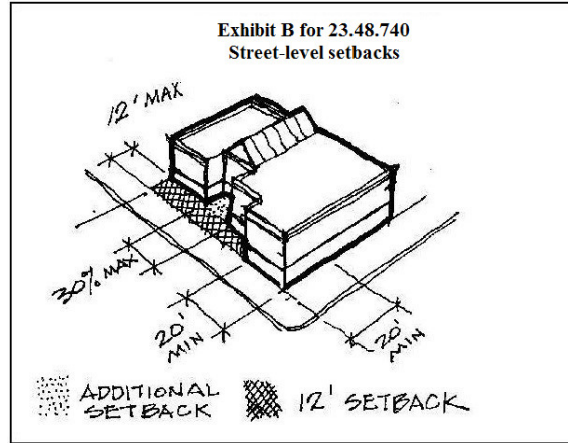 Exhibit B for 23.48.740
Street-level setbacks
12' MAX
30% MAX
20'
MIN
20'
MIN
ADDITIONAL
SETBACK
12' SETBACK